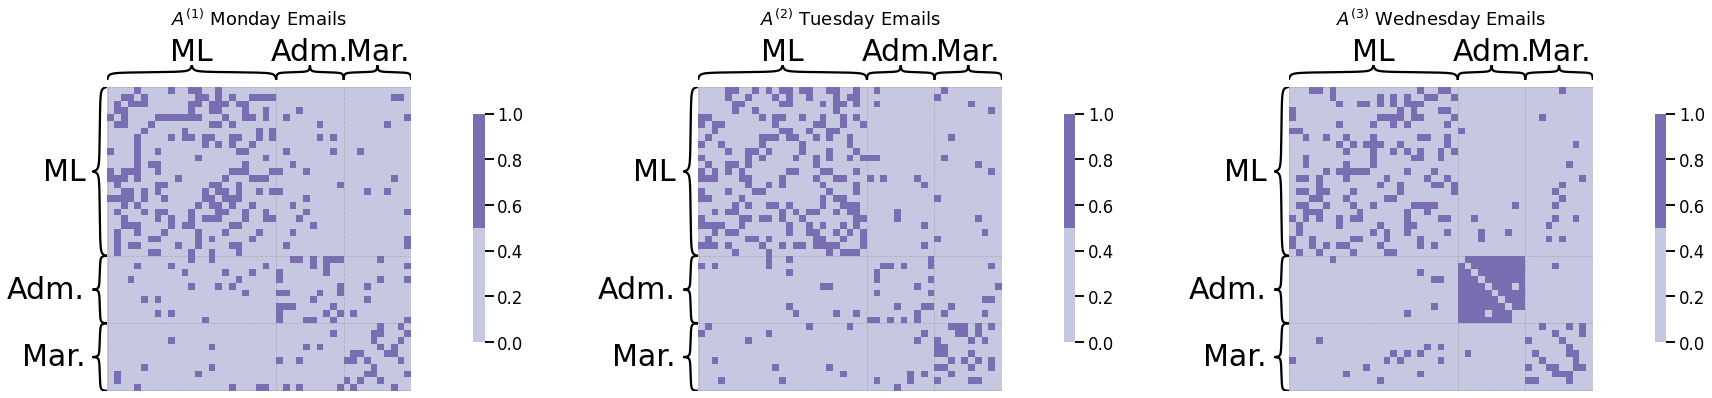 A⁽¹⁾ Monday Emails
ML Adm. Mar.
ML
Adm.
Mar.
1.0
0.8
0.6
0.4
0.2
0.0
A⁽²⁾ Tuesday Emails
ML Adm. Mar.
ML
Adm.
Mar.
1.0
0.8
0.6
0.4
0.2
0.0
A⁽³⁾ Wednesday Emails
ML Adm. Mar.
ML
Adm.
Mar.
1.0
0.8
0.6
0.4
0.2
0.0